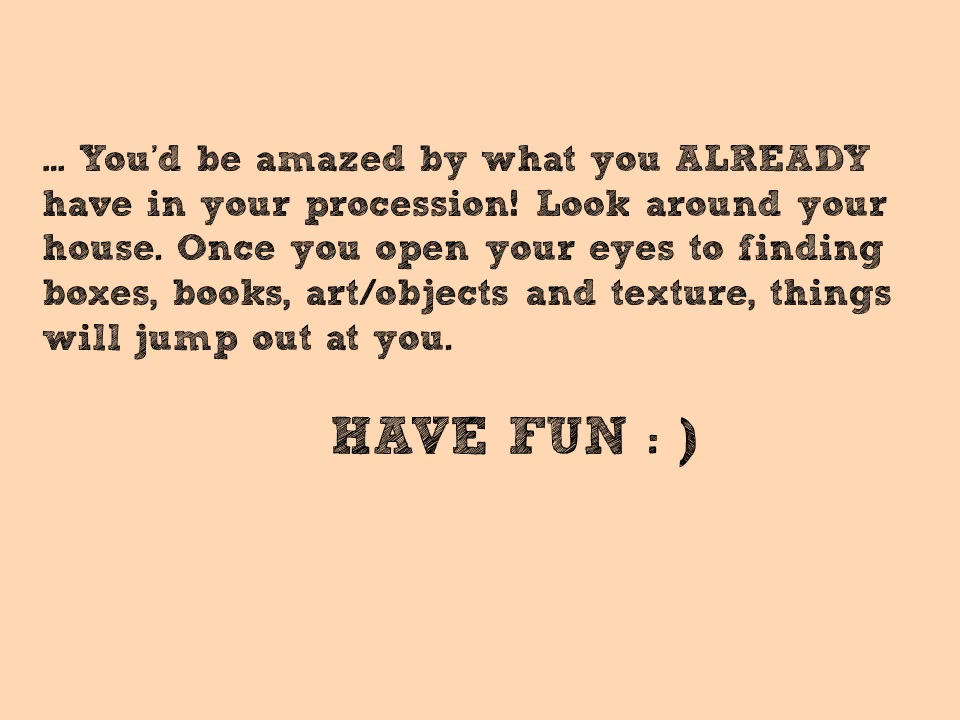 ... You'd be amazed by what you ALREADY
have in your procession! Look around your
house. Once you open your eyes to finding
boxes, books, art/objects and texture, things
will jump out at you.
HAVE FUN : )